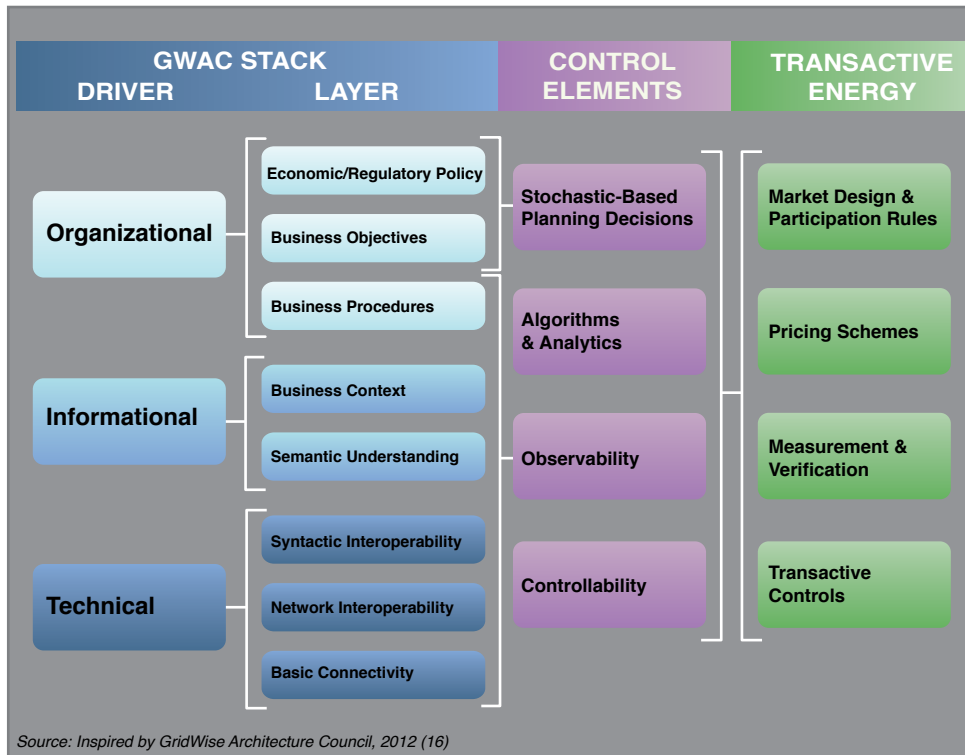 GWAC STACK
DRIVER
LAYER
CONTROL
ELEMENTS
TRANSACTIVE
ENERGY
Organizational
Economic/Regulatory Policy
Business Objectives
Business Procedures
Informational
Business Context
Semantic Understanding
Technical
Syntactic Interoperability
Network Interoperability
Basic Connectivity
Stochastic-Based
Planning Decisions
Algorithms
& Analytics
Observability
Controllability
Market Design &
Participation Rules
Pricing Schemes
Measurement &
Verification
Transactive
Controls
Source: Inspired by GridWise Architecture Council, 2012 (16)